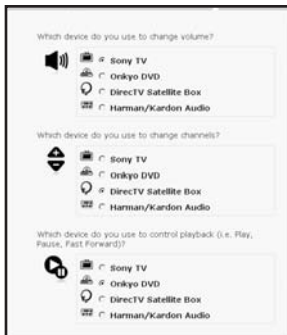 Which device do you use to change volume?
Sony TV
Onkyo DVD
DirecTV Satellite Box
Harman/Kardon Audio
Which device do you use to change channels?
Sony TV
Onkyo DVD
DirecTV Satellite Box
Harman/Kardon Audio
Which device do you use to control playback (i.e. Play,
Pause, Fast Forward)?
Sony TV
Onkyo DVD
DirecTV Satellite Box
Harman/Kardon Audio